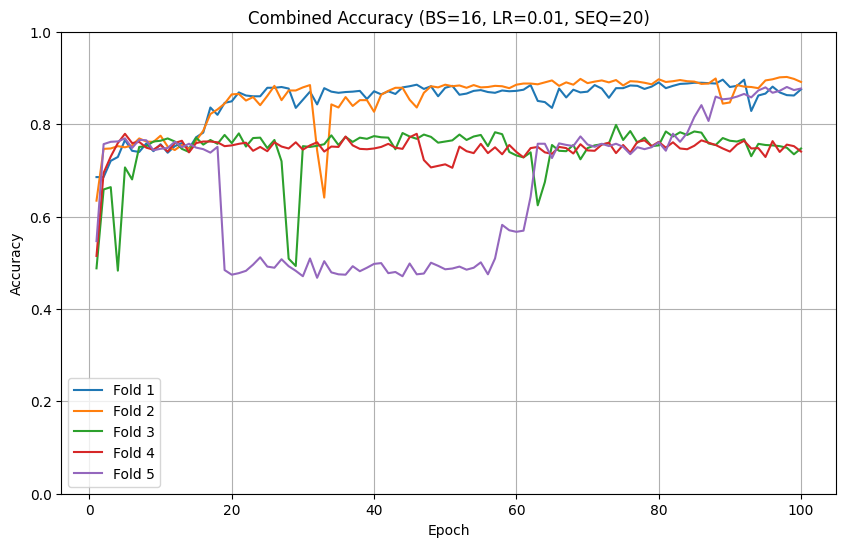 Combined Accuracy (BS=16, LR=0.01, SEQ=20)
1.0
0.8
0.6
0.4
0.2
0.0
Accuracy
Fold 1
Fold 2
Fold 3
Fold 4
Fold 5
0 20 40 60 80 100
Epoch